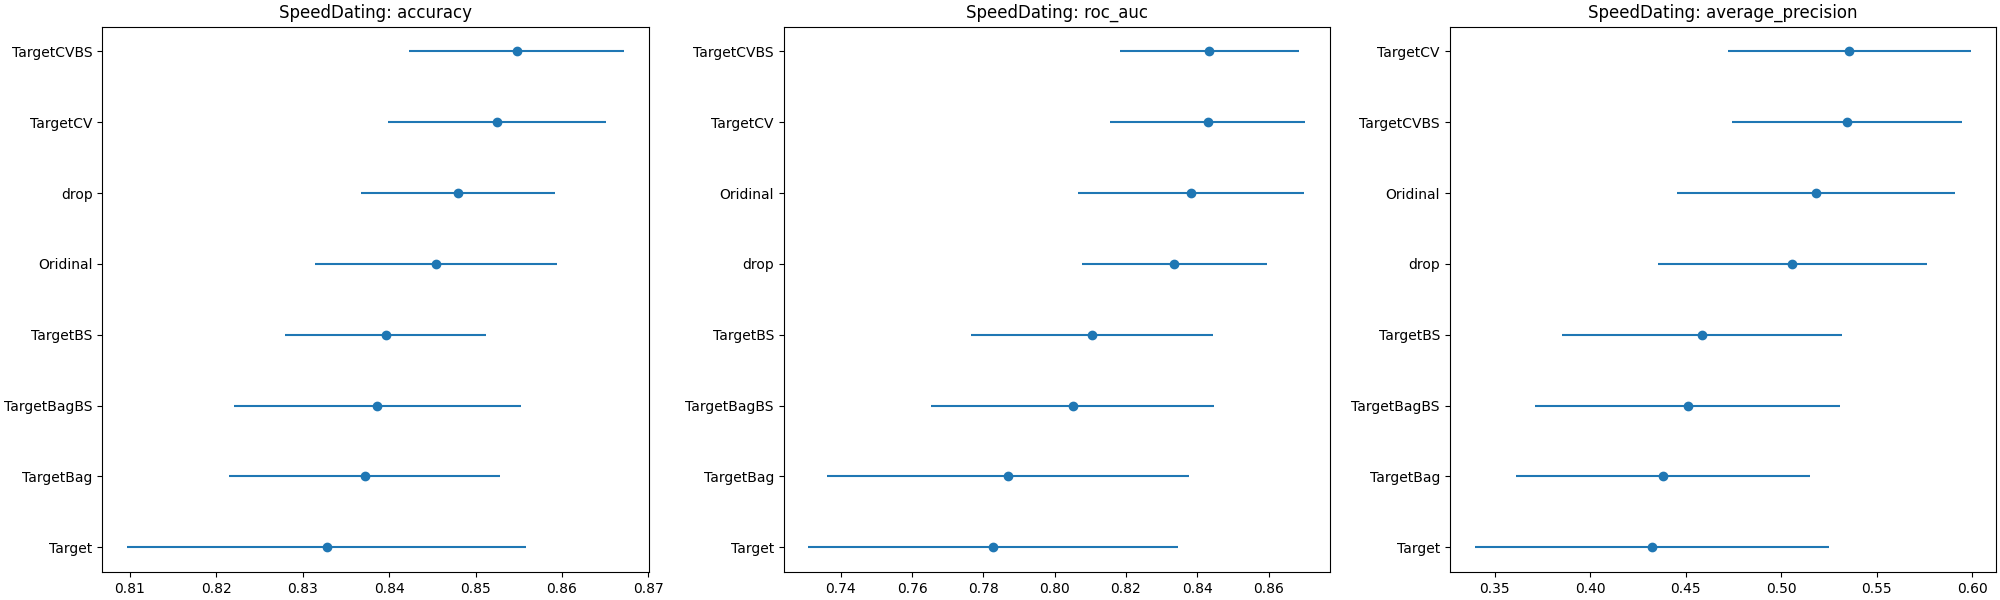 SpeedDating: accuracy
TargetCVBS
TargetCV
drop
Oridinal
TargetBS
TargetBagBS
TargetBag
Target
0.81 0.82 0.83 0.84 0.85 0.86 0.87
SpeedDating: roc_auc
TargetCVBS
TargetCV
Oridinal
drop
TargetBS
TargetBagBS
TargetBag
Target
0.74 0.76 0.78 0.80 0.82 0.84 0.86
SpeedDating: average_precision
TargetCV
TargetCVBS
Oridinal
drop
TargetBS
TargetBagBS
TargetBag
Target
0.35 0.40 0.45 0.50 0.55 0.60